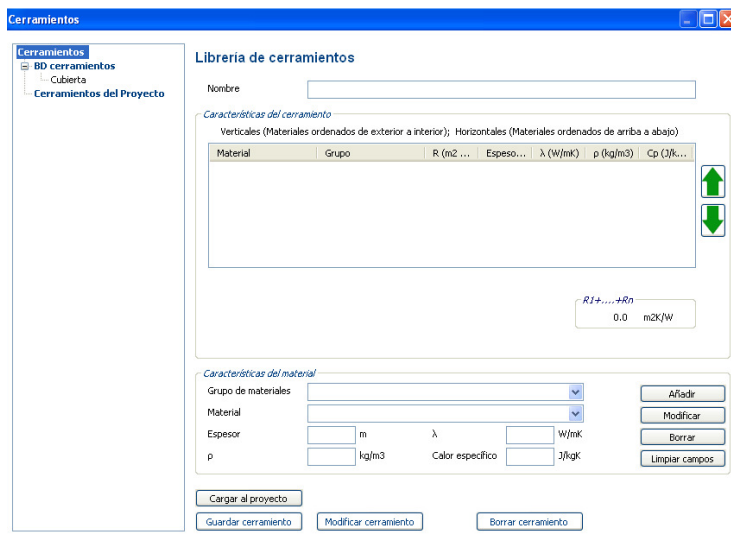 Cerramientos
Cerramientos
BD cerramientos
Cubierta
Cerramientos del Proyecto
Librería de cerramientos
Nombre
Características del cerramiento
Verticales (Materiales ordenados de exterior a interior); Horizontales (Materiales ordenados de arriba a abajo)
Material Grupo R (m2 ... Espeso... λ (W/mK) ρ (kg/m3) Cp (J/k...
R1+....+Rn
0.0 m2K/W
Características del material
Grupo de materiales
Añadir
Material
Modificar
Espesor m λ W/mK
Borrar
ρ kg/m3 Calor específico J/kgK
Limpiar campos
Cargar al proyecto
Guardar cerramiento Modificar cerramiento Borrar cerramiento